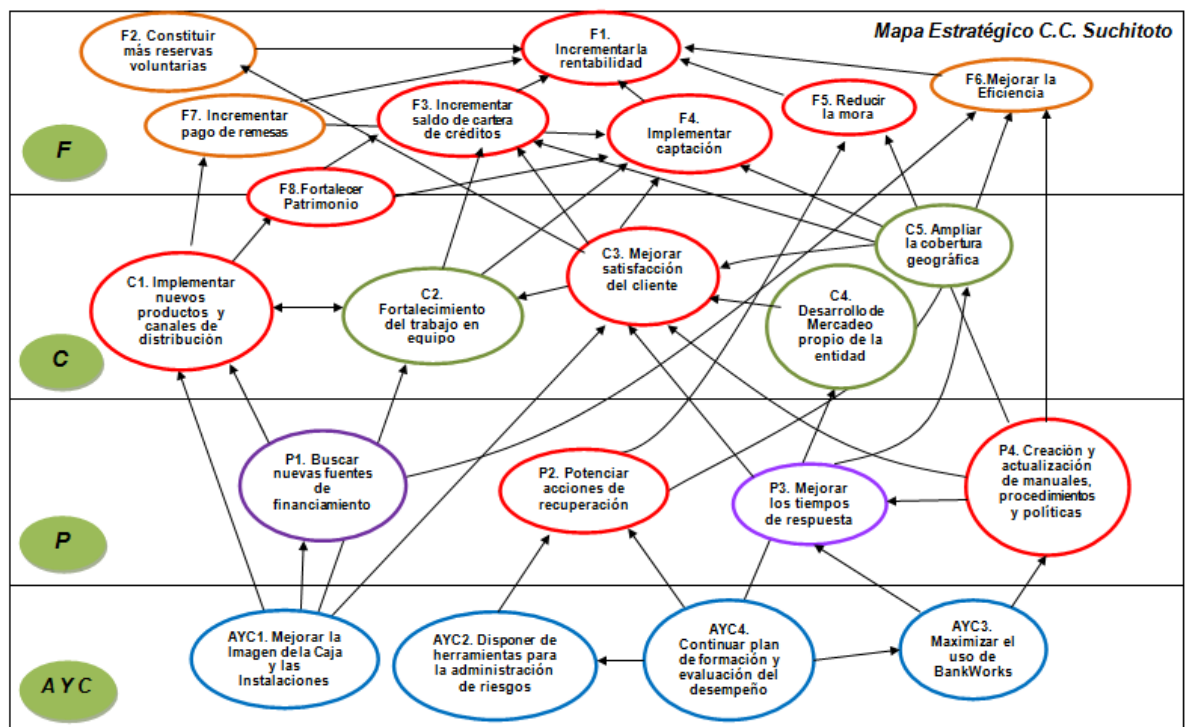 Mapa Estratégico C.C. Suchitoto
F2. Constituir
más reservas
voluntarias
F1.
Incrementar la
rentabilidad
F6.Mejorar la
Eficiencia
F7. Incrementar
pago de remesas
F3. Incrementar
saldo de cartera
de créditos
F4.
Implementar
captación
F5. Reducir
la mora
F
F8.Fortalecer
Patrimonio
C1. Implementar
nuevos
productos y
canales de
distribución
C2.
Fortalecimiento
del trabajo en
equipo
C3. Mejorar
satisfacción
del cliente
C5. Ampliar
la cobertura
geográfica
C4.
Desarrollo de
Mercadeo
propio de la
entidad
C
P1. Buscar
nuevas fuentes
de
financiamiento
P2. Potenciar
acciones de
recuperación
P3. Mejorar
los tiempos
de respuesta
P4. Creación y
actualización
de manuales,
procedimientos
y políticas
P
AYC1. Mejorar la
Imagen de la Caja
y las
Instalaciones
AYC2. Disponer de
herramientas para
la administración
de riesgos
AYC4.
Continuar plan
de formación y
evaluación del
desempeño
AYC3.
Maximizar el
uso de
BankWorks
A Y C